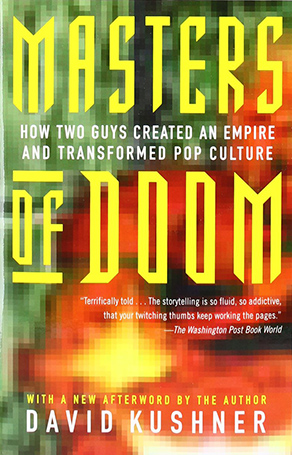 MASTERS
HOW TWO GUYS CREATED AN EMPIRE
AND TRANSFORMED POP CULTURE
OF DOOM
“Terrifically told . . . The storytelling is so fluid, so addictive,
that your twitching thumbs keep working the pages.”
—The Washington Post Book World
WITH A NEW AFTERWORD BY THE AUTHOR
DAVID KUSHNER